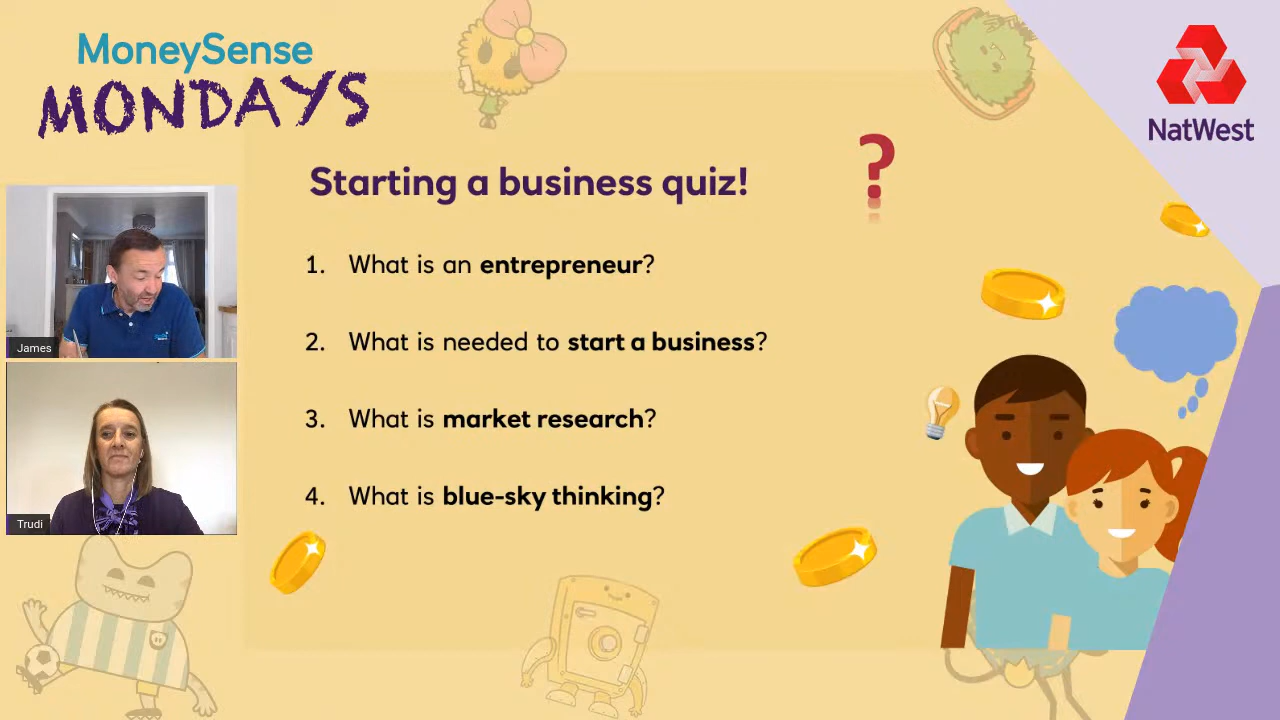 MoneySense
MONDAYS
NatWest
Starting a business quiz!
?
1. What is an entrepreneur?
2. What is needed to start a business?
3. What is market research?
4. What is blue-sky thinking?
James
Trudi